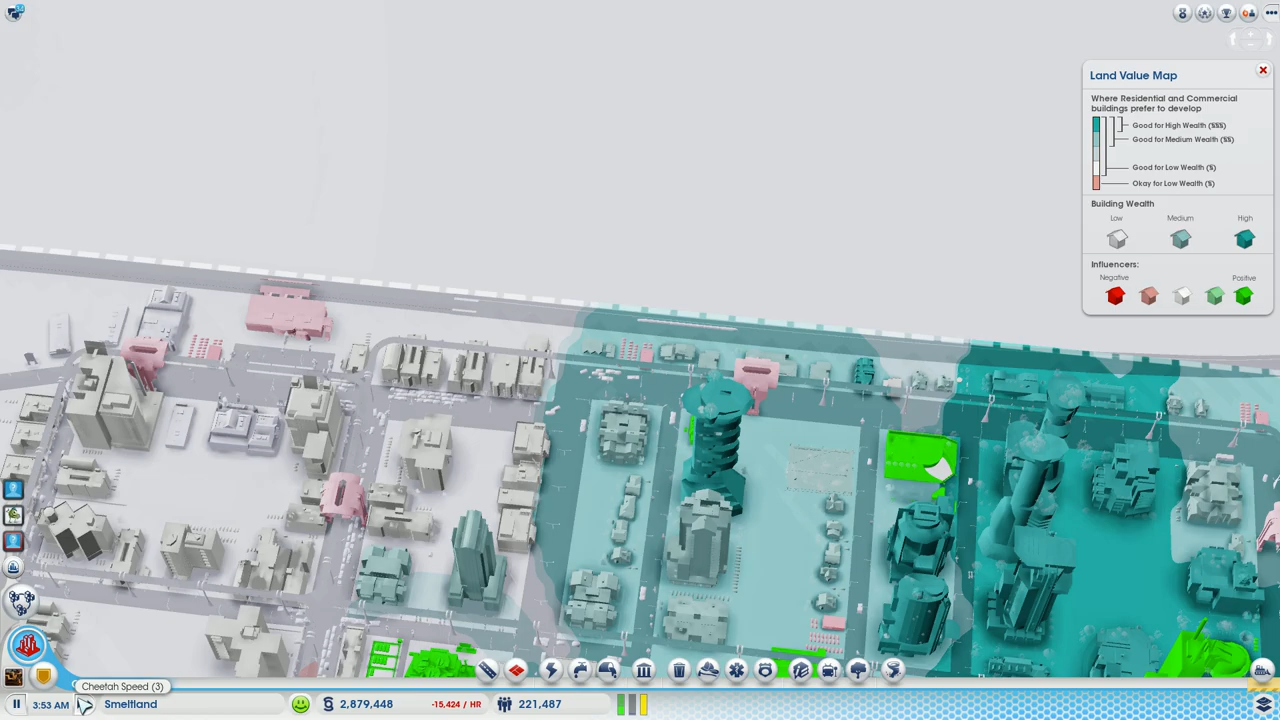 Land Value Map
Where Residential and Commercial
buildings prefer to develop
Good for High Wealth ($$$)
Good for Medium Wealth ($$)
Good for Low Wealth ($)
Okay for Low Wealth ($)
Building Wealth
Low Medium High
Influencers:
Negative Positive
Cheetah Speed (3)
3:53 AM Smeltland 2,879,448 -15,424 / HR 221,487